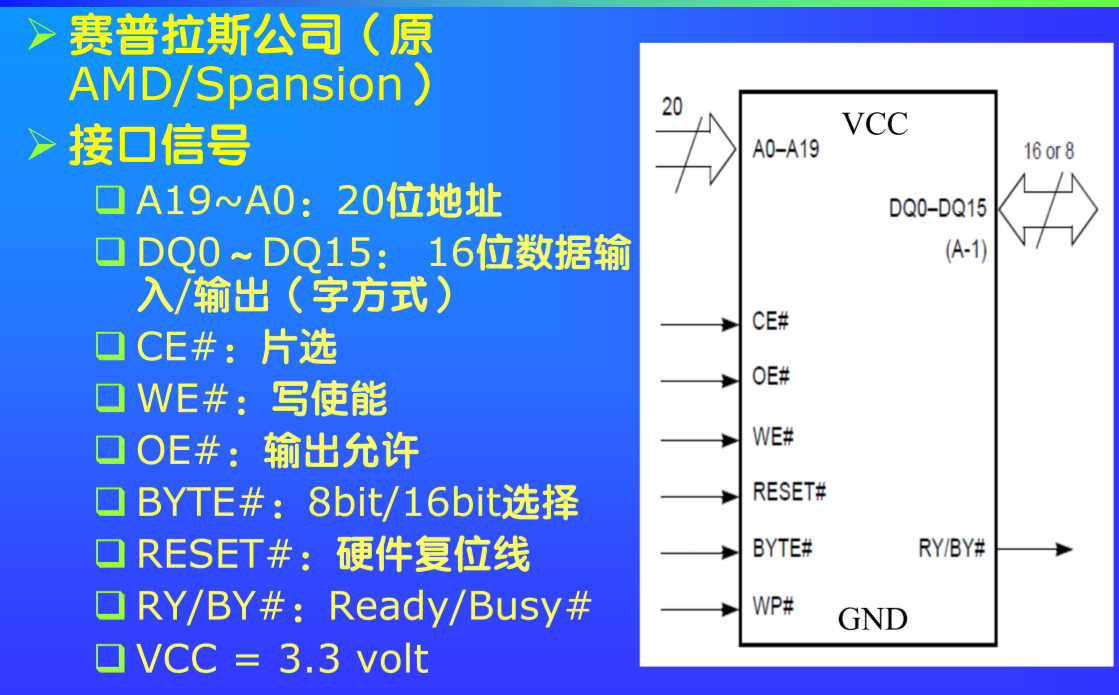 赛普拉斯公司（原
AMD/Spansion）
接口信号
A19~A0：20位地址
DQ0～DQ15： 16位数据输
入/输出（字方式）
CE#：片选
WE#：写使能
OE#：输出允许
BYTE#：8bit/16bit选择
RESET#：硬件复位线
RY/BY#：Ready/Busy#
VCC = 3.3 volt
20
VCC
A0–A19
16 or 8
DQ0–DQ15
(A-1)
CE#
OE#
WE#
RESET#
BYTE#
RY/BY#
WP#
GND